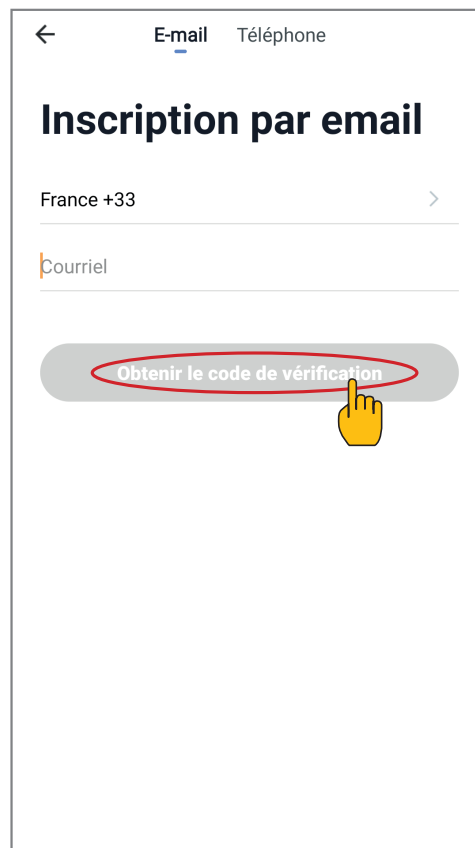 E-mail Téléphone
Inscription par email
France +33
Courriel
Obtenir le code de vérification